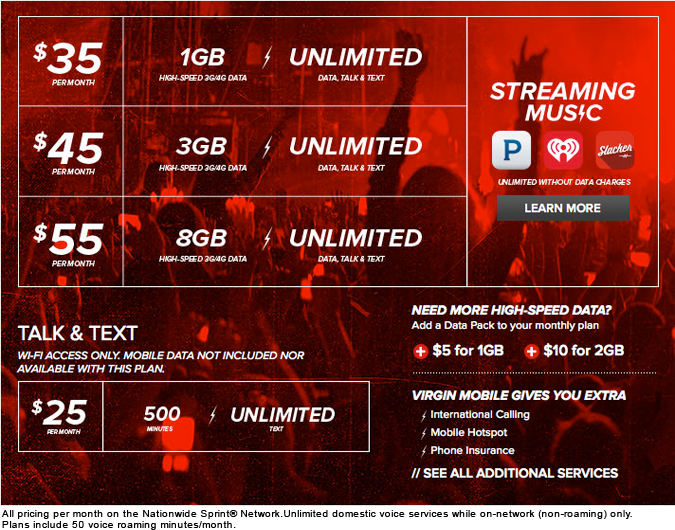 $35
PER MONTH
1GB
HIGH-SPEED 3G/4G DATA
UNLIMITED
DATA, TALK & TEXT
$45
PER MONTH
3GB
HIGH-SPEED 3G/4G DATA
UNLIMITED
DATA, TALK & TEXT
$55
PER MONTH
8GB
HIGH-SPEED 3G/4G DATA
UNLIMITED
DATA, TALK & TEXT
STREAMING
MUSIC
P
iHeart
Slacker
UNLIMITED WITHOUT DATA CHARGES
LEARN MORE
TALK & TEXT
WI-FI ACCESS ONLY. MOBILE DATA NOT INCLUDED NOR
AVAILABLE WITH THIS PLAN.
$25
PER MONTH
500
MINUTES
UNLIMITED
TEXT
NEED MORE HIGH-SPEED DATA?
Add a Data Pack to your monthly plan
+ $5 for 1GB + $10 for 2GB
VIRGIN MOBILE GIVES YOU EXTRA
International Calling
Mobile Hotspot
Phone Insurance
// SEE ALL ADDITIONAL SERVICES
All pricing per month on the Nationwide Sprint® Network.Unlimited domestic voice services while on-network (non-roaming) only.
Plans include 50 voice roaming minutes/month.